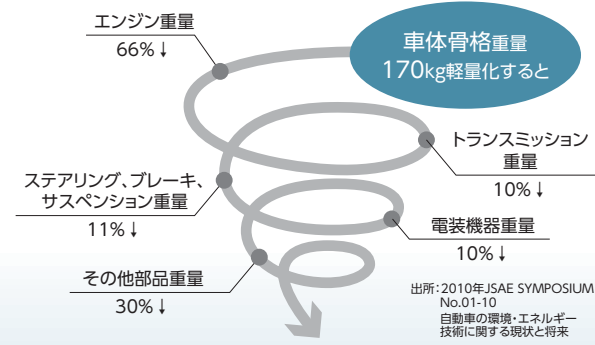 車体骨格重量
170kg軽量化すると
エンジン重量
66%↓
トランスミッション
重量
10%↓
ステアリング、ブレーキ、
サスペンション重量
11%↓
電装機器重量
10%↓
その他部品重量
30%↓
出所：2010年JSAE SYMPOSIUM
No.01-10
自動車の環境・エネルギー
技術に関する現状と将来